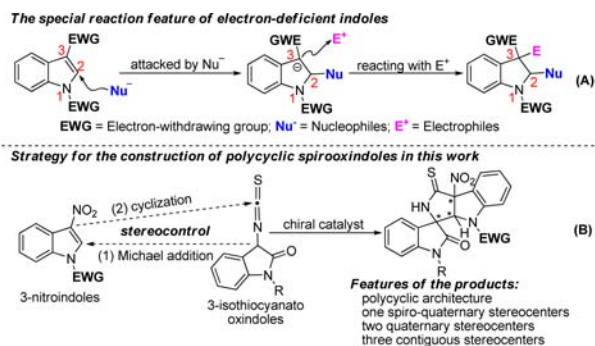 The special reaction feature of electron-deficient indoles
EWG
3
2
1
N
EWG
Nu⁻
attacked by Nu⁻
GWE
E⁺
3
⊖
2
Nu
1
N
EWG
reacting with E⁺
GWE
3
E
2
Nu
1
N
EWG
(A)
EWG = Electron-withdrawing group; Nu⁻ = Nucleophiles; E⁺ = Electrophiles
Strategy for the construction of polycyclic spirooxindoles in this work
NO₂
N
EWG
3-nitroindoles
(2) cyclization
stereocontrol
(1) Michael addition
S
N
O
N
R
3-isothiocyanato
oxindoles
chiral catalyst
S
NO₂
HN
*
*
*
H
N
EWG
O
N
R
(B)
Features of the products:
polycyclic architecture
one spiro-quaternary stereocenters
two quaternary stereocenters
three contiguous stereocenters